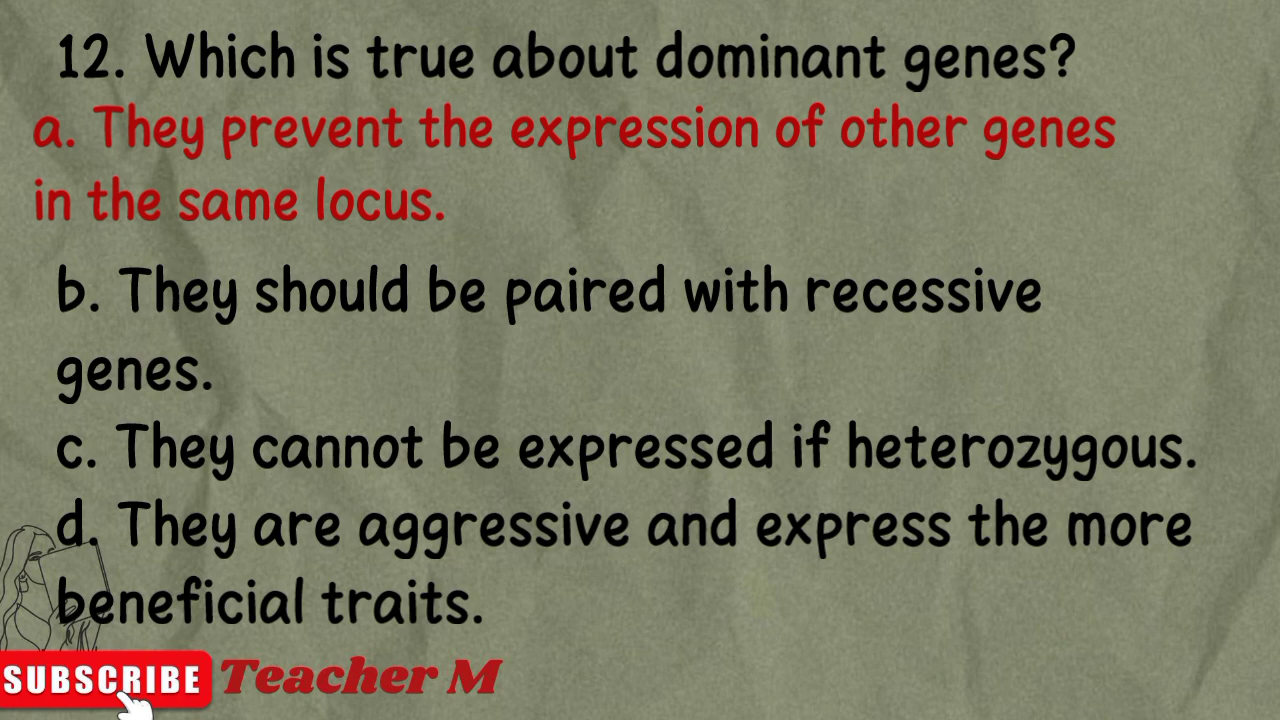 12. Which is true about dominant genes?
a. They prevent the expression of other genes
in the same locus.
b. They should be paired with recessive
genes.
c. They cannot be expressed if heterozygous.
d. They are aggressive and express the more
beneficial traits.
SUBSCRIBE Teacher M